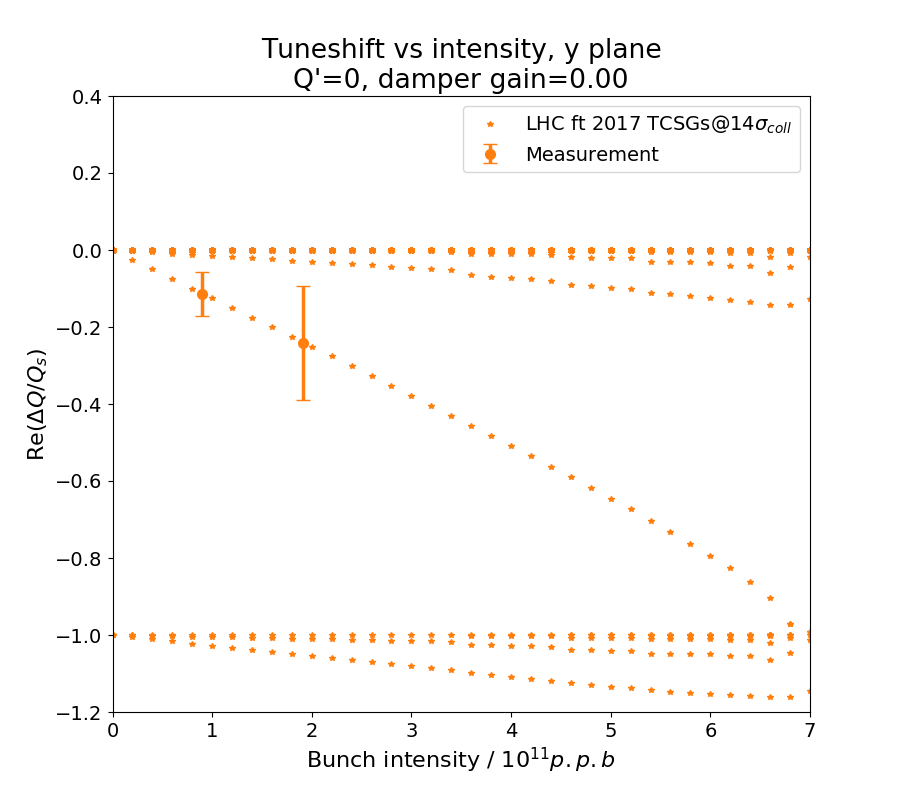 Tuneshift vs intensity, y plane
Q'=0, damper gain=0.00
LHC ft 2017 TCSGs@14σcoll
Measurement
0.4
0.2
0.0
−0.2
−0.4
−0.6
−0.8
−1.0
−1.2
Re(ΔQ/Qs)
0 1 2 3 4 5 6 7
Bunch intensity / 10¹¹p.p.b